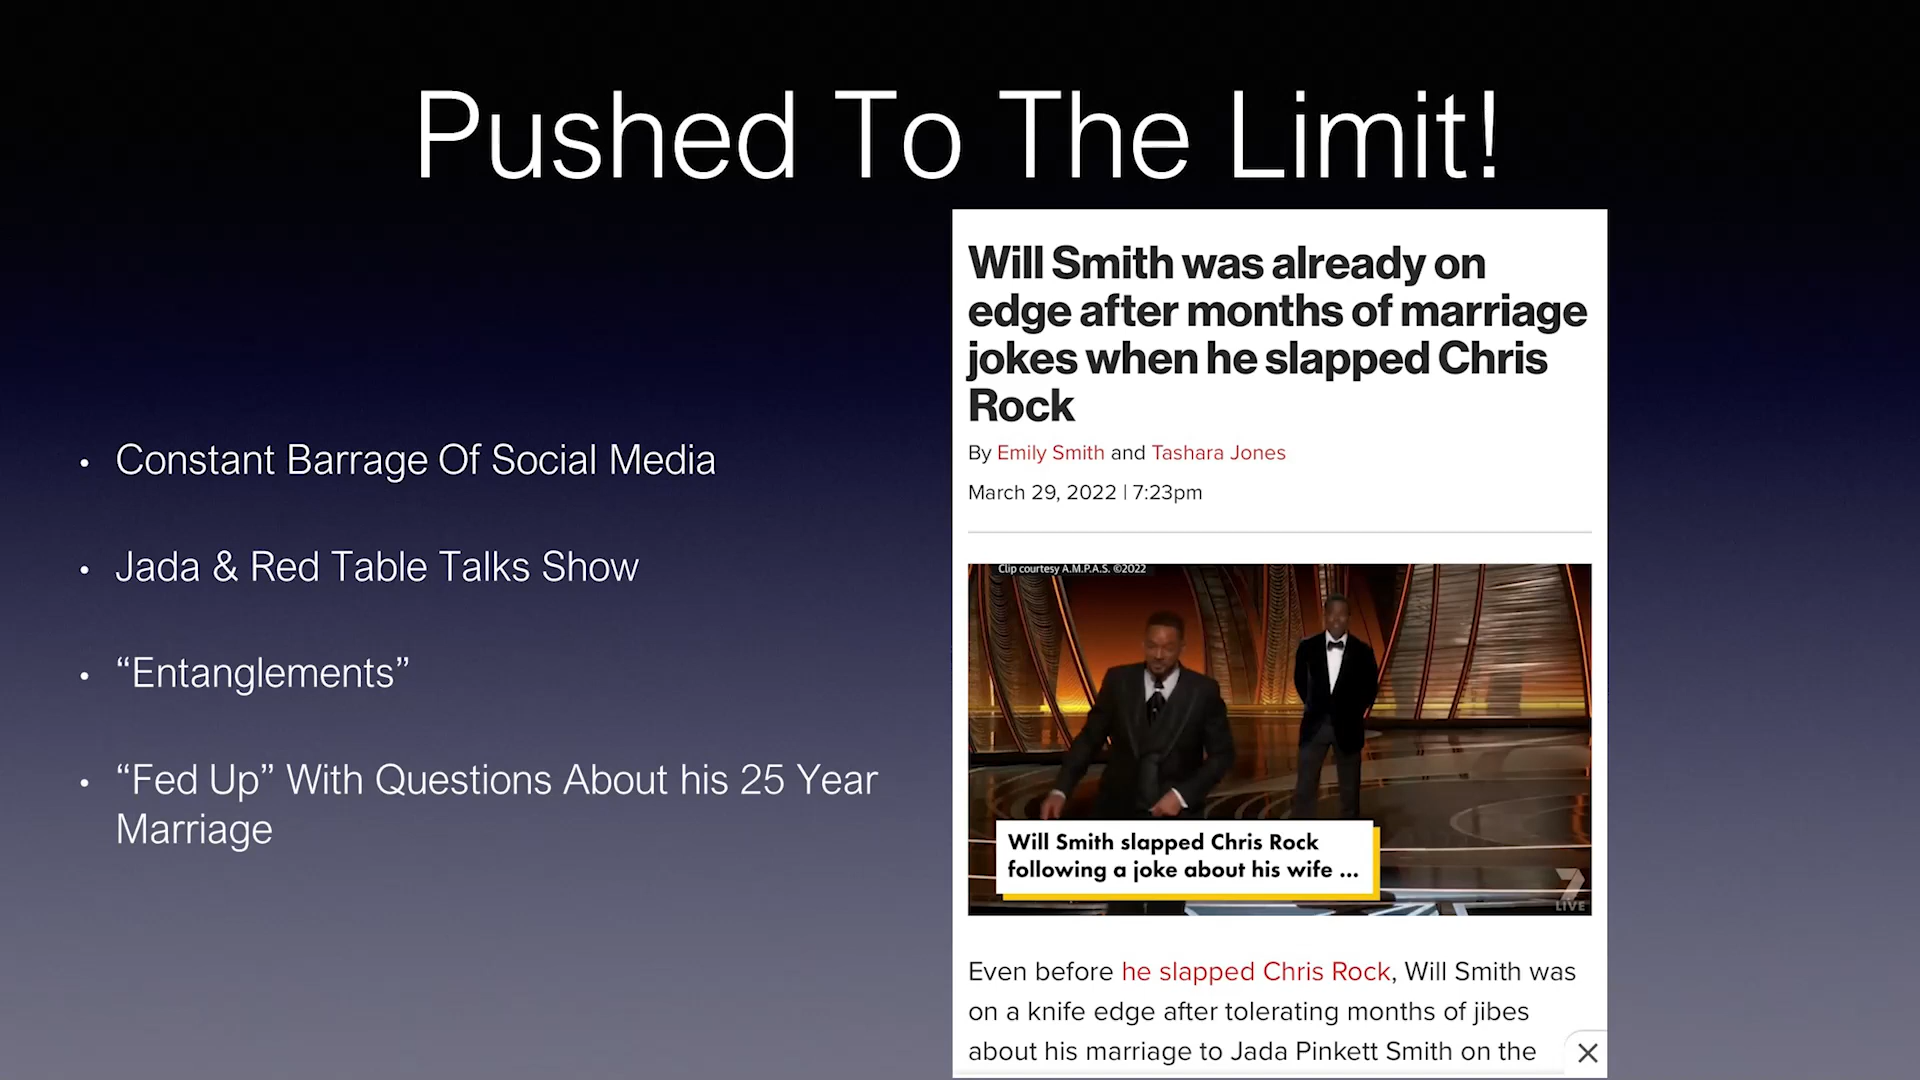 Pushed To The Limit!
• Constant Barrage Of Social Media
• Jada & Red Table Talks Show
• “Entanglements”
• “Fed Up” With Questions About his 25 Year
Marriage
Will Smith was already on
edge after months of marriage
jokes when he slapped Chris
Rock
By Emily Smith and Tashara Jones
March 29, 2022 | 7:23pm
Clip courtesy A.M.P.A.S. ©2022
Will Smith slapped Chris Rock
following a joke about his wife ...
7
LIVE
Even before he slapped Chris Rock, Will Smith was
on a knife edge after tolerating months of jibes
about his marriage to Jada Pinkett Smith on the